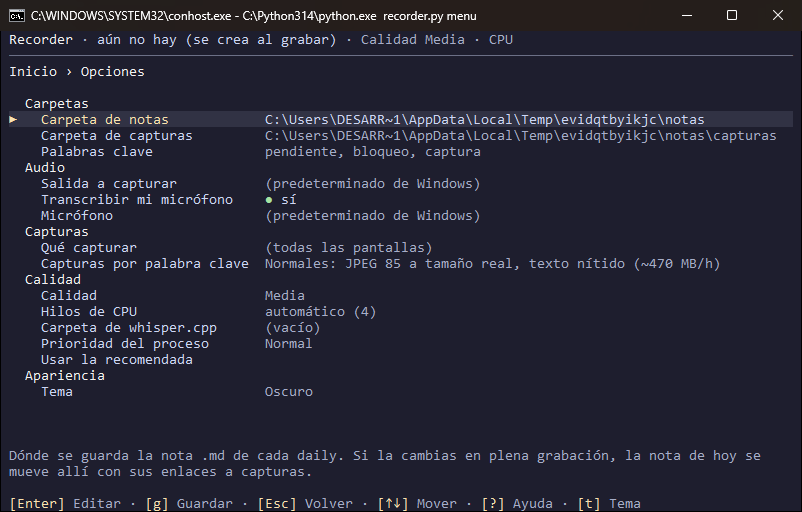 C:\WINDOWS\SYSTEM32\conhost.exe - C:\Python314\python.exe  recorder.py menu
Recorder · aún no hay (se crea al grabar) · Calidad Media · CPU
Inicio › Opciones
Carpetas
► Carpeta de notas C:\Users\DESARR~1\AppData\Local\Temp\evidqtbyikjc\notas
Carpeta de capturas C:\Users\DESARR~1\AppData\Local\Temp\evidqtbyikjc\notas\capturas
Palabras clave pendiente, bloqueo, captura
Audio
Salida a capturar (predeterminado de Windows)
Transcribir mi micrófono ● sí
Micrófono (predeterminado de Windows)
Capturas
Qué capturar (todas las pantallas)
Capturas por palabra clave Normales: JPEG 85 a tamaño real, texto nítido (~470 MB/h)
Calidad
Calidad Media
Hilos de CPU automático (4)
Carpeta de whisper.cpp (vacío)
Prioridad del proceso Normal
Usar la recomendada
Apariencia
Tema Oscuro
Dónde se guarda la nota .md de cada daily. Si la cambias en plena grabación, la nota de hoy se
mueve allí con sus enlaces a capturas.
[Enter] Editar · [g] Guardar · [Esc] Volver · [↑↓] Mover · [?] Ayuda · [t] Tema